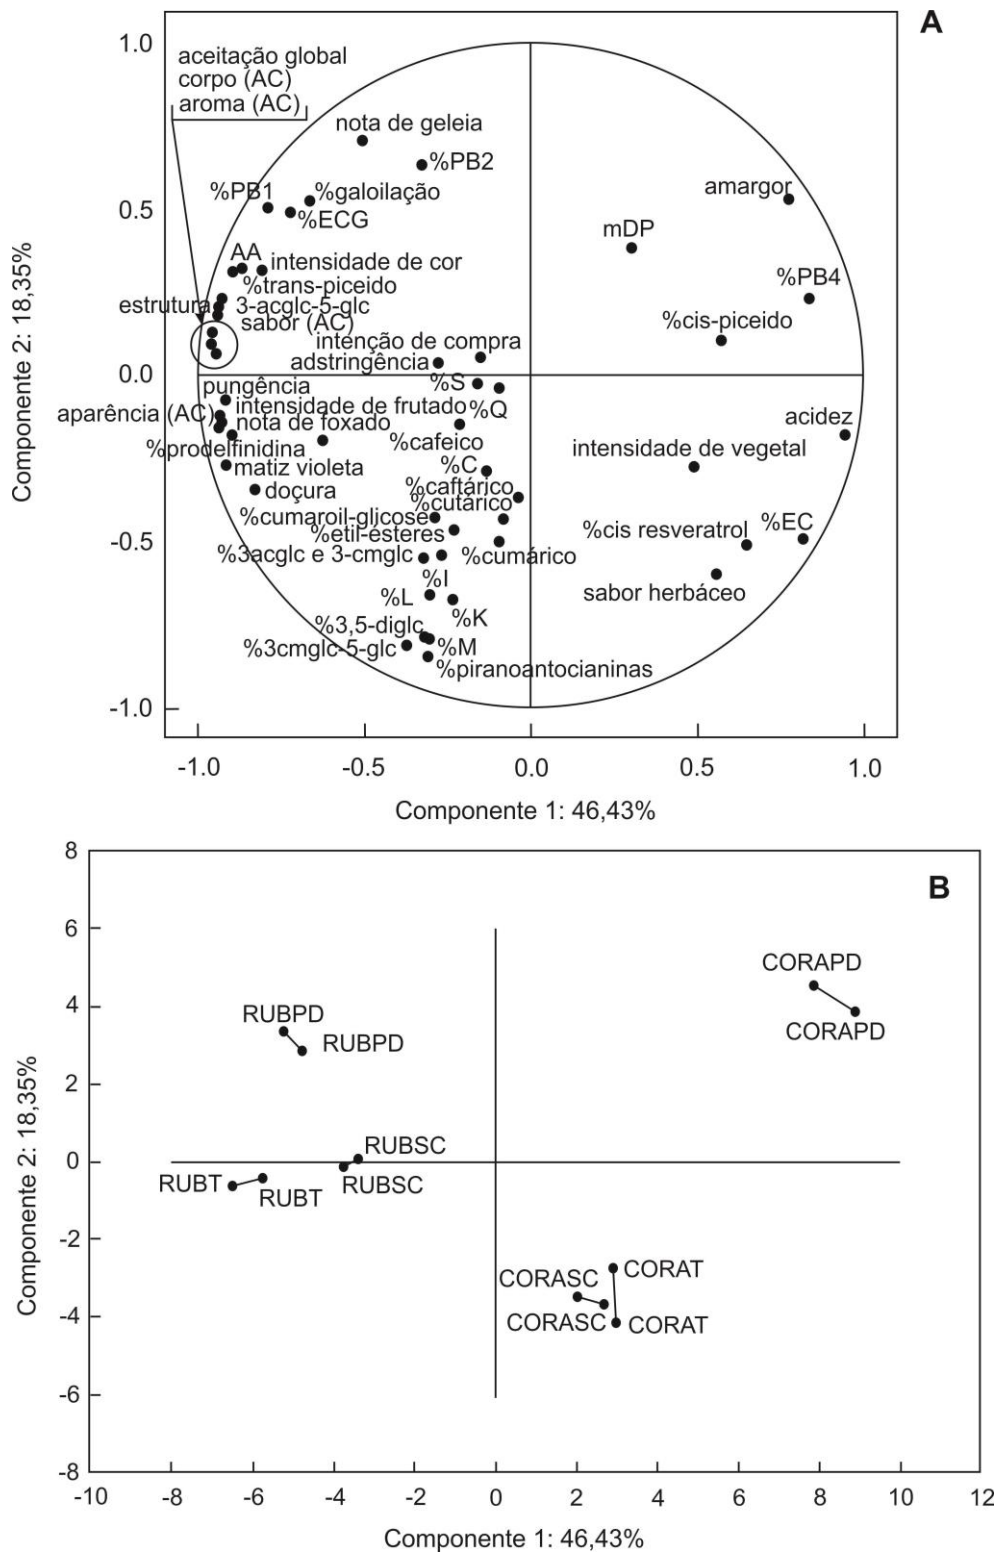 A
1.0
aceitação global
corpo (AC)
aroma (AC)
nota de geleia
%PB2
%PB1
%galoilação
%ECG
0.5
amargor
mDP
AA
intensidade de cor
%trans-piceido
%PB4
estrutura
3-acglc-5-glc
sabor (AC)
%cis-piceido
intenção de compra
adstringência
0.0
%S
pungência
%Q
aparência (AC)
intensidade de frutado
nota de foxado
acidez
%cafeico
%prodelfinidina
intensidade de vegetal
matiz violeta
%C
doçura
%caftárico
%cutárico
%cumaroil-glicose
-0.5
%etil-ésteres
%cis resveratrol
%EC
%3acglc e 3-cmglc
%cumárico
%I
sabor herbáceo
%L
%K
%3,5-diglc
%3cmglc-5-glc
%M
%piranoantocianinas
-1.0
Componente 2: 18,35%
-1.0 -0.5 0.0 0.5 1.0
Componente 1: 46,43%
B
8
6
CORAPD
4
RUBPD
RUBPD
CORAPD
2
RUBSC
0
RUBT
RUBT
RUBSC
-2
CORASC
CORAT
-4
CORASC
CORAT
-6
-8
Componente 2: 18,35%
-10 -8 -6 -4 -2 0 2 4 6 8 10 12
Componente 1: 46,43%